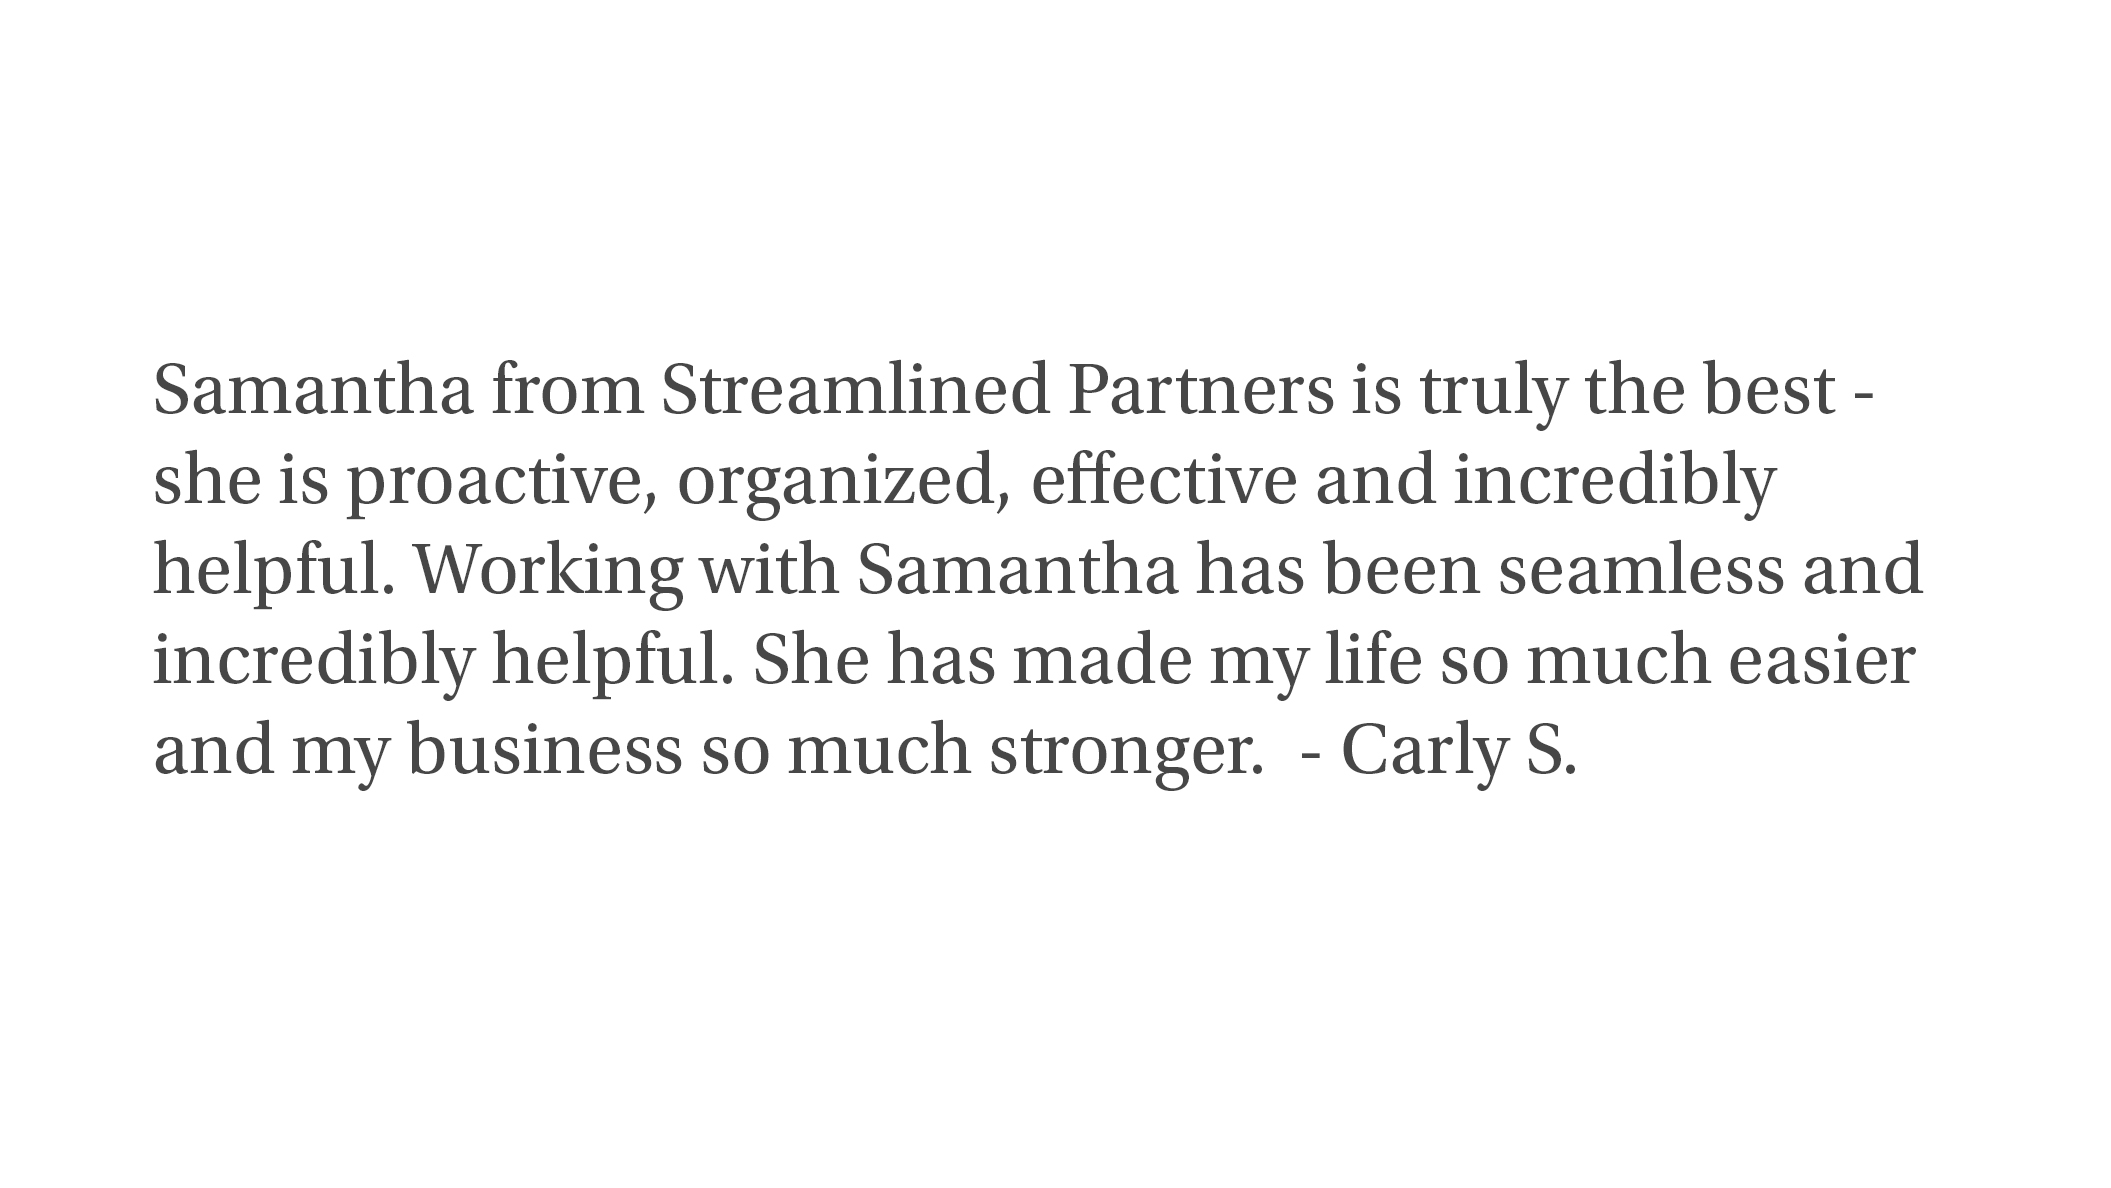 Samantha from Streamlined Partners is truly the best -
she is proactive, organized, effective and incredibly
helpful. Working with Samantha has been seamless and
incredibly helpful. She has made my life so much easier
and my business so much stronger.  - Carly S.